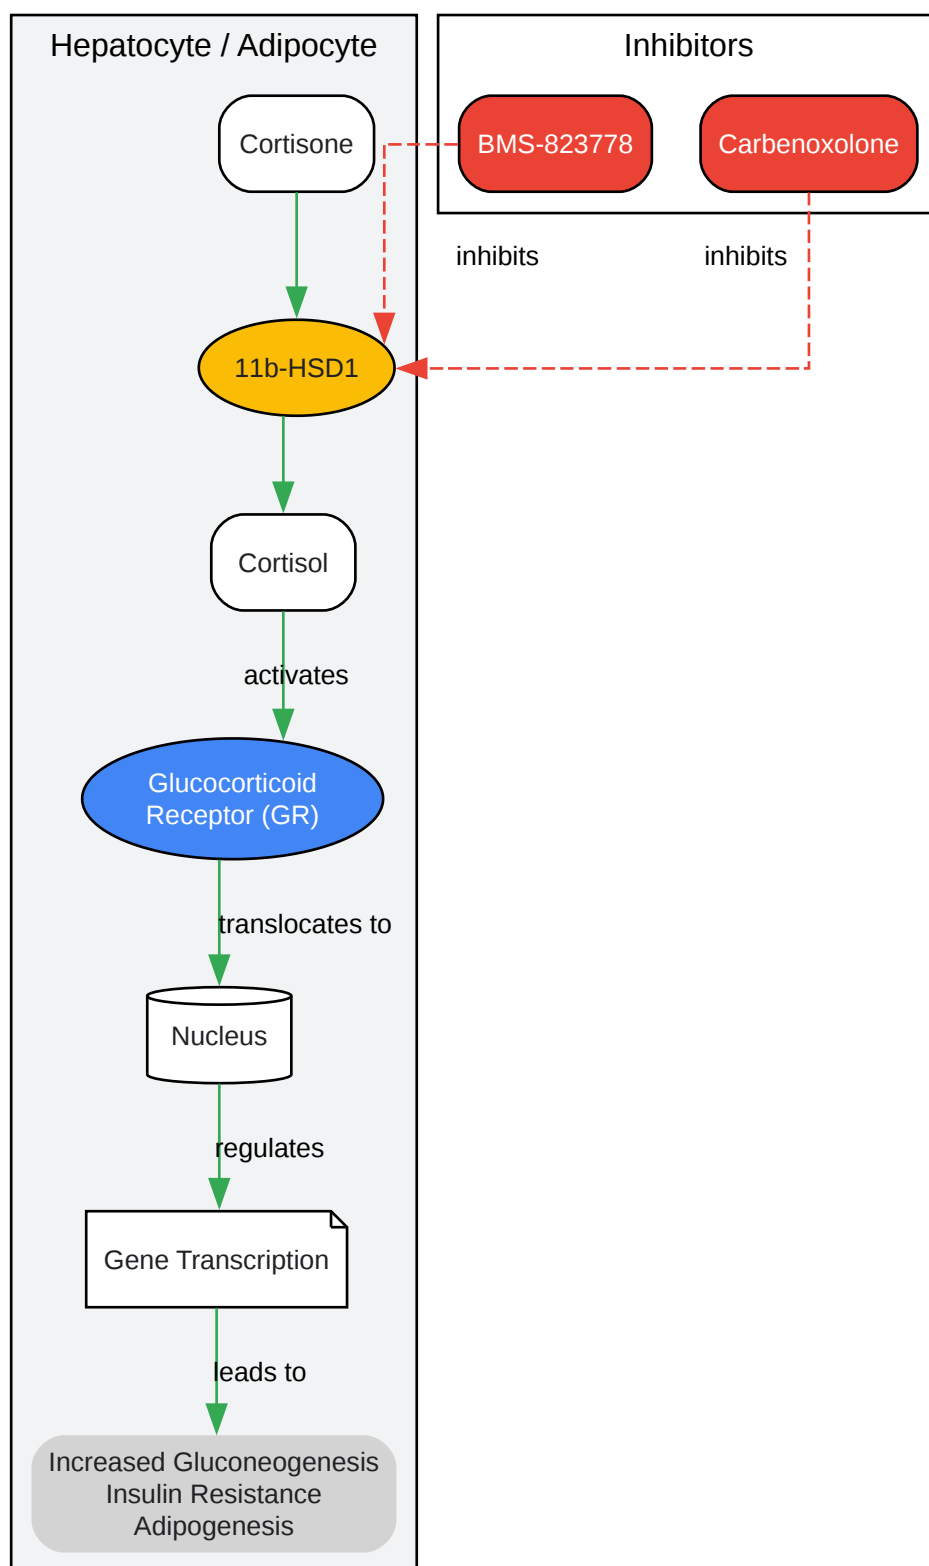 Hepatocyte / Adipocyte
Inhibitors
Cortisone
BMS-823778
Carbenoxolone
inhibits
inhibits
11b-HSD1
Cortisol
activates
Glucocorticoid
Receptor (GR)
translocates to
Nucleus
regulates
Gene Transcription
leads to
Increased Gluconeogenesis
Insulin Resistance
Adipogenesis